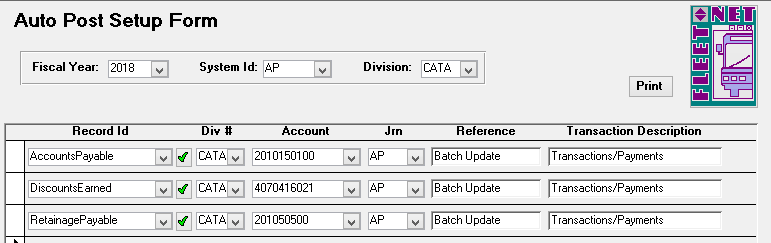 Auto Post Setup Form
FLEET NET
Fiscal Year: 2018 System Id: AP Division: CATA
Print
Record Id Div # Account Jrn Reference Transaction Description
AccountsPayable CATA 2010150100 AP Batch Update Transactions/Payments
DiscountsEarned CATA 4070416021 AP Batch Update Transactions/Payments
RetainagePayable CATA 201050500 AP Batch Update Transactions/Payments